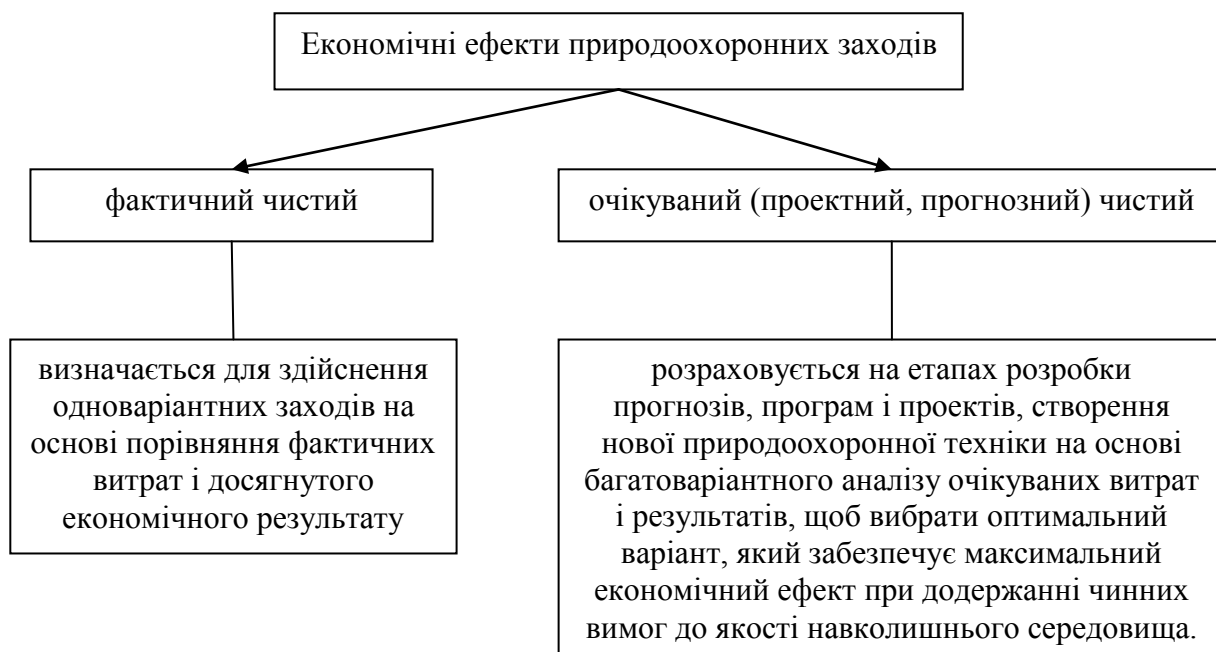 Економічні ефекти природоохоронних заходів
фактичний чистий
очікуваний (проектний, прогнозний) чистий
визначається для здійснення
одноваріантних заходів на
основі порівняння фактичних
витрат і досягнутого
економічного результату
розраховується на етапах розробки
прогнозів, програм і проектів, створення
нової природоохоронної техніки на основі
багатоваріантного аналізу очікуваних витрат
і результатів, щоб вибрати оптимальний
варіант, який забезпечує максимальний
економічний ефект при додержанні чинних
вимог до якості навколишнього середовища.